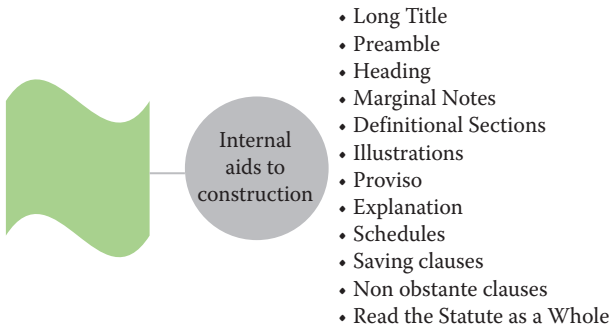 Internal
aids to
construction
• Long Title
• Preamble
• Heading
• Marginal Notes
• Definitional Sections
• Illustrations
• Proviso
• Explanation
• Schedules
• Saving clauses
• Non obstante clauses
• Read the Statute as a Whole